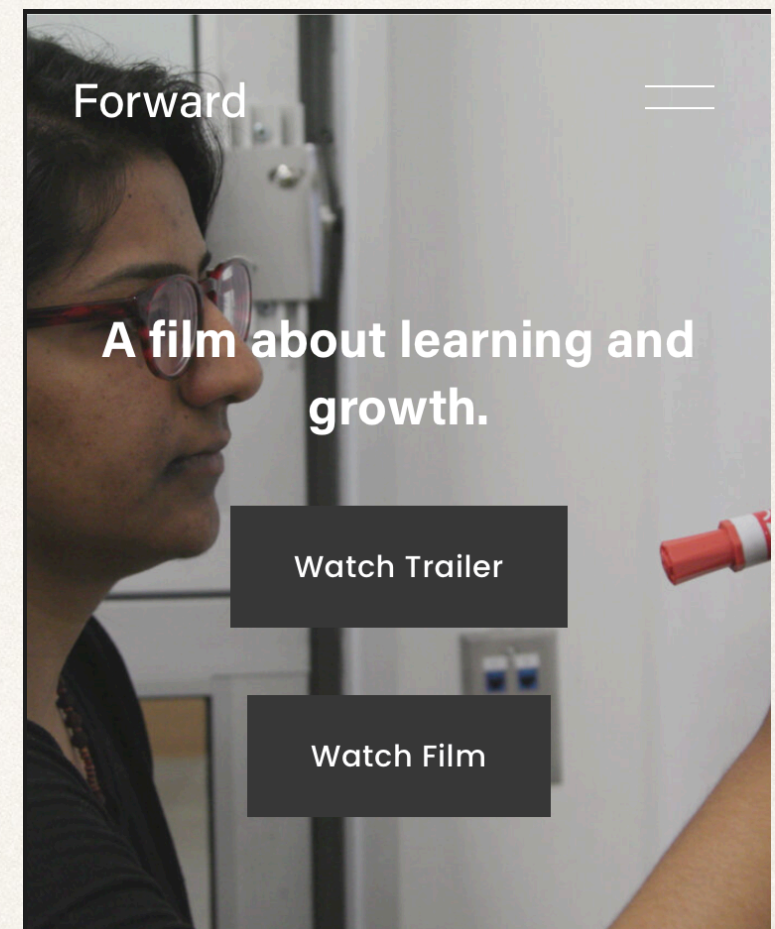 Forward
A film about learning and
growth.
Watch Trailer
Watch Film